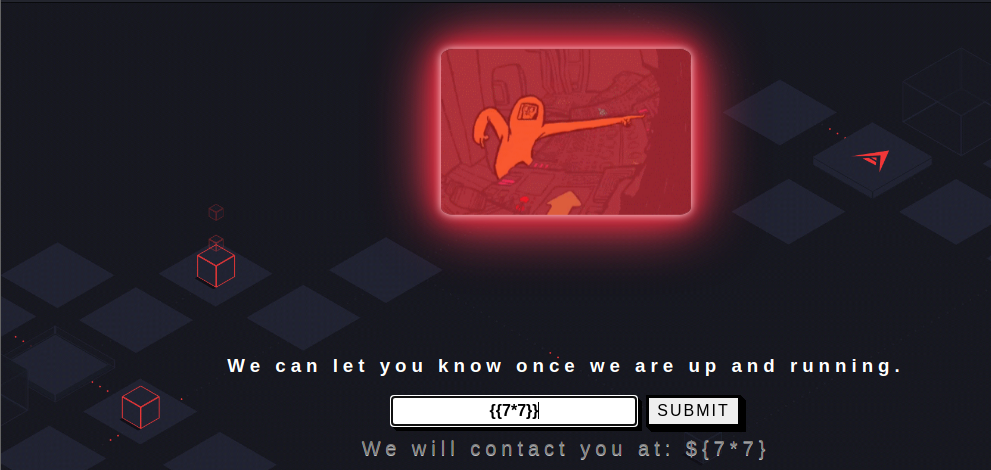 We can let you know once we are up and running.
{{7*7}}
SUBMIT
We will contact you at: ${7*7}